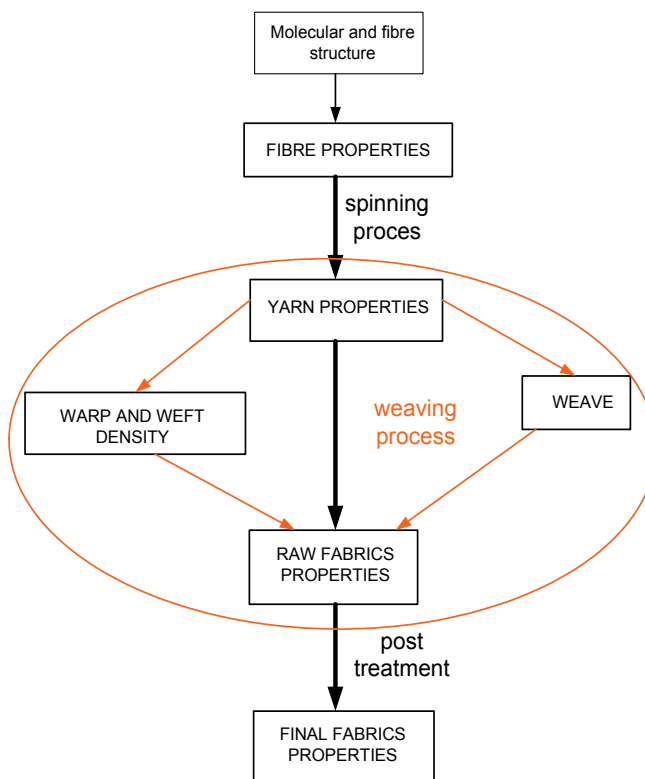 Molecular and fibre
structure
FIBRE PROPERTIES
spinning
proces
YARN PROPERTIES
WARP AND WEFT
DENSITY
weaving
process
WEAVE
RAW FABRICS
PROPERTIES
post
treatment
FINAL FABRICS
PROPERTIES